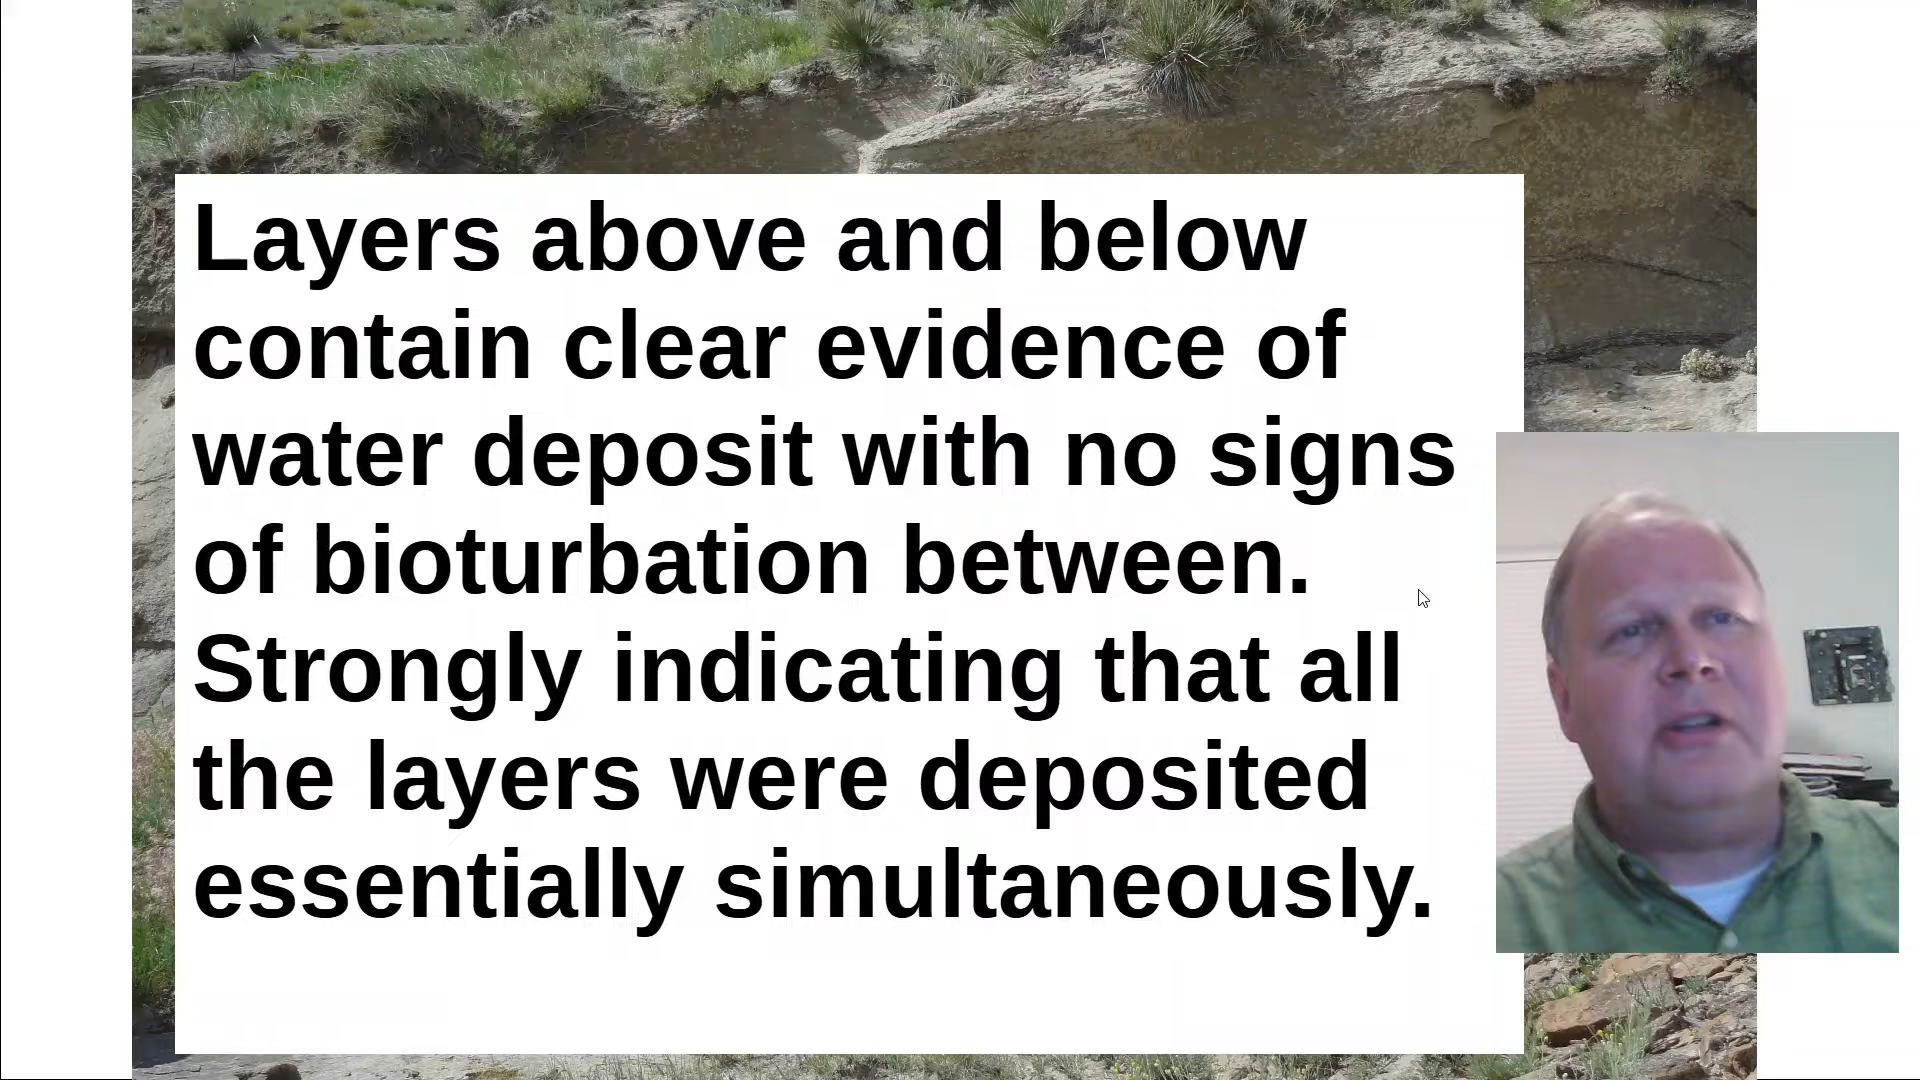 Layers above and below
contain clear evidence of
water deposit with no signs
of bioturbation between.
Strongly indicating that all
the layers were deposited
essentially simultaneously.